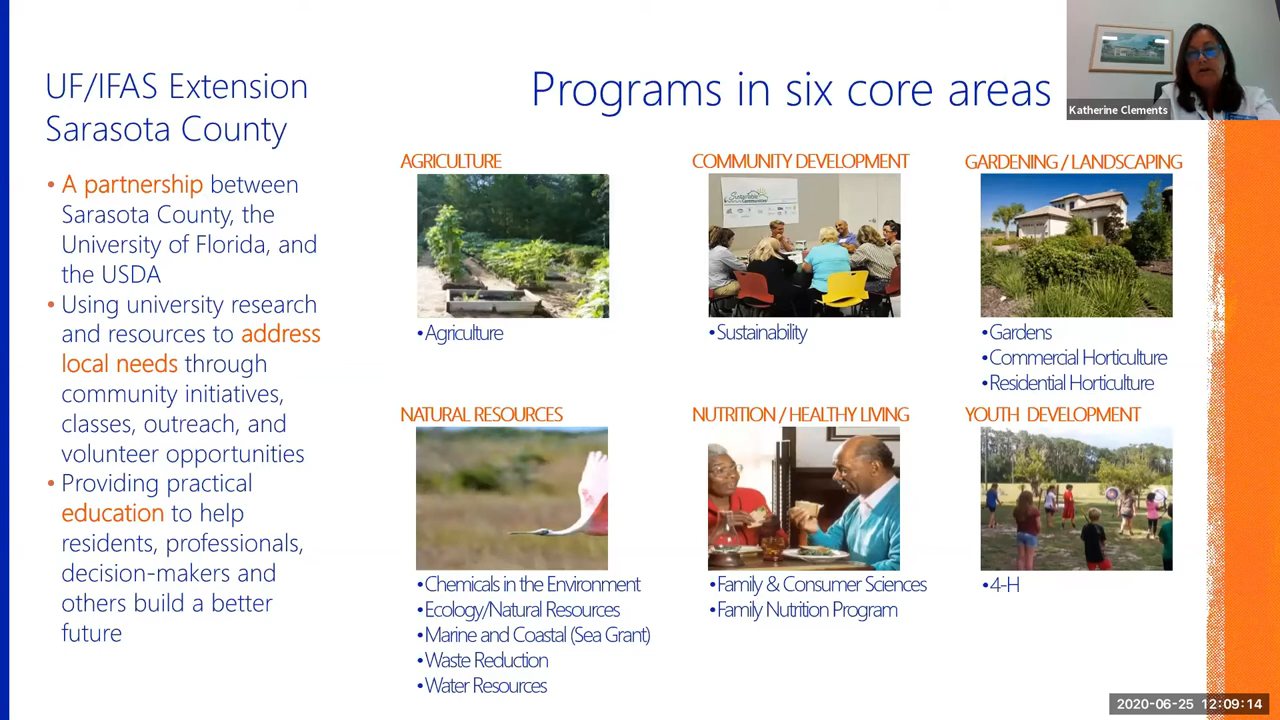 UF/IFAS Extension
Sarasota County
• A partnership between
Sarasota County, the
University of Florida, and
the USDA
• Using university research
and resources to address
local needs through
community initiatives,
classes, outreach, and
volunteer opportunities
• Providing practical
education to help
residents, professionals,
decision-makers and
others build a better
future
Programs in six core areas
Katherine Clements
AGRICULTURE
•Agriculture
COMMUNITY DEVELOPMENT
Sustainable
Communities
•Sustainability
GARDENING / LANDSCAPING
•Gardens
•Commercial Horticulture
•Residential Horticulture
NATURAL RESOURCES
•Chemicals in the Environment
•Ecology/Natural Resources
•Marine and Coastal (Sea Grant)
•Waste Reduction
•Water Resources
NUTRITION / HEALTHY LIVING
•Family & Consumer Sciences
•Family Nutrition Program
YOUTH DEVELOPMENT
•4-H
2020-06-25 12:09:14